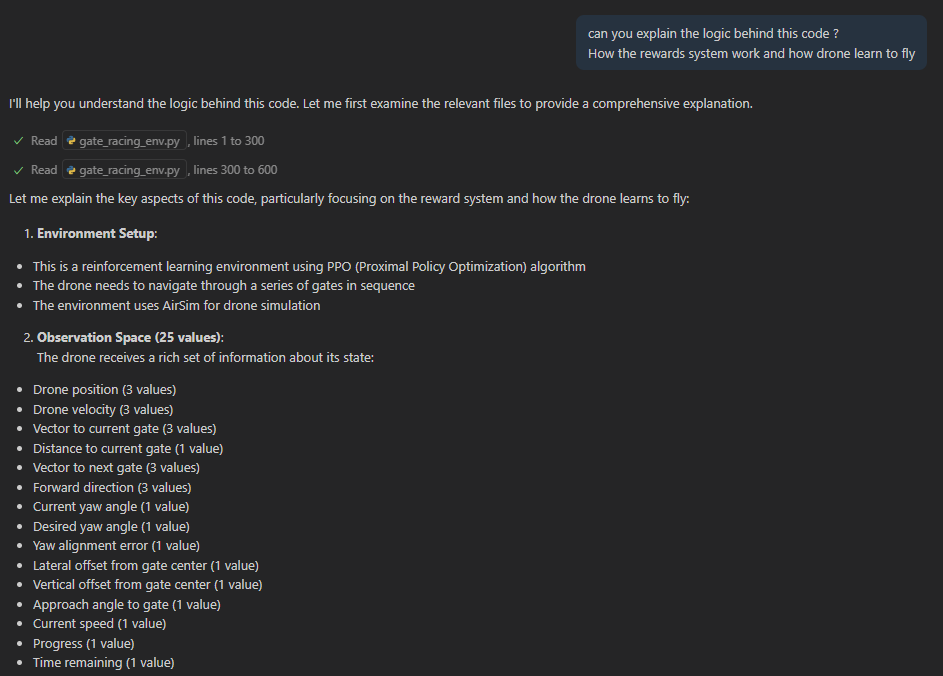 can you explain the logic behind this code ?
How the rewards system work and how drone learn to fly
I'll help you understand the logic behind this code. Let me first examine the relevant files to provide a comprehensive explanation.
✓ Read gate_racing_env.py, lines 1 to 300
✓ Read gate_racing_env.py, lines 300 to 600
Let me explain the key aspects of this code, particularly focusing on the reward system and how the drone learns to fly:
1. Environment Setup:
• This is a reinforcement learning environment using PPO (Proximal Policy Optimization) algorithm
• The drone needs to navigate through a series of gates in sequence
• The environment uses AirSim for drone simulation
2. Observation Space (25 values):
The drone receives a rich set of information about its state:
• Drone position (3 values)
• Drone velocity (3 values)
• Vector to current gate (3 values)
• Distance to current gate (1 value)
• Vector to next gate (3 values)
• Forward direction (3 values)
• Current yaw angle (1 value)
• Desired yaw angle (1 value)
• Yaw alignment error (1 value)
• Lateral offset from gate center (1 value)
• Vertical offset from gate center (1 value)
• Approach angle to gate (1 value)
• Current speed (1 value)
• Progress (1 value)
• Time remaining (1 value)